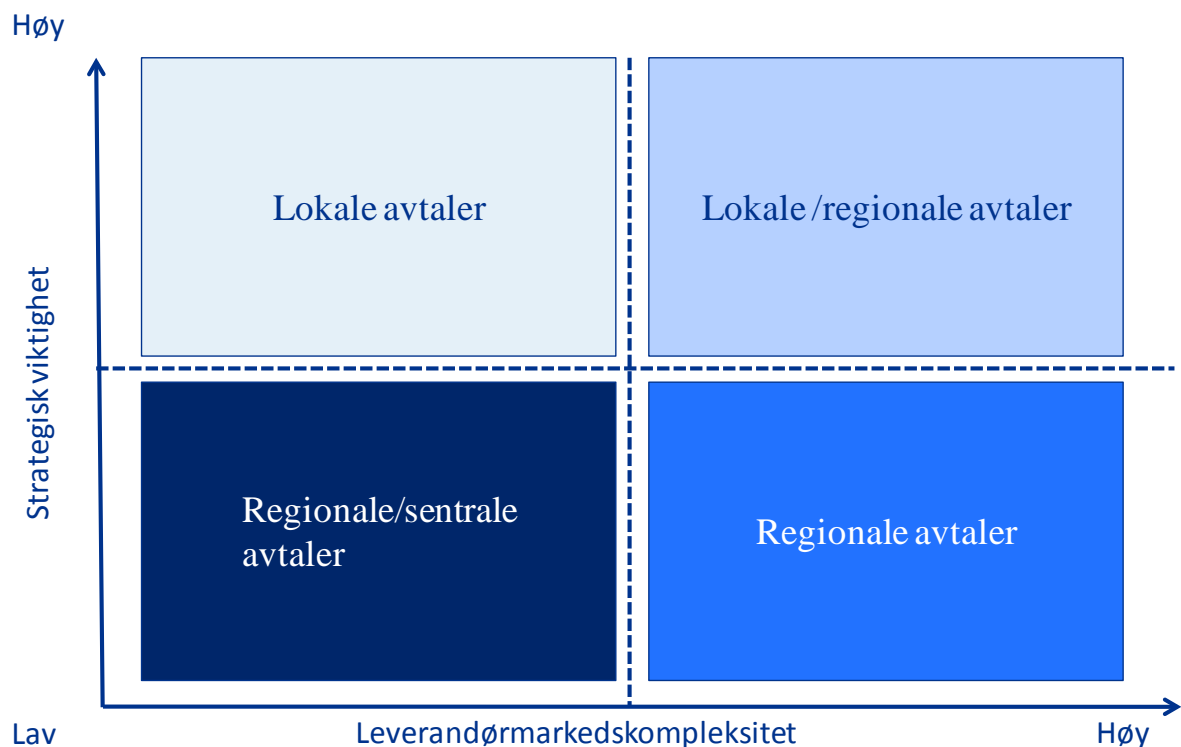 Høy
Lokale avtaler
Lokale /regionale avtaler
Strategisk viktighet
Regionale/sentrale
avtaler
Regionale avtaler
Lav
Leverandørmarkedskompleksitet
Høy